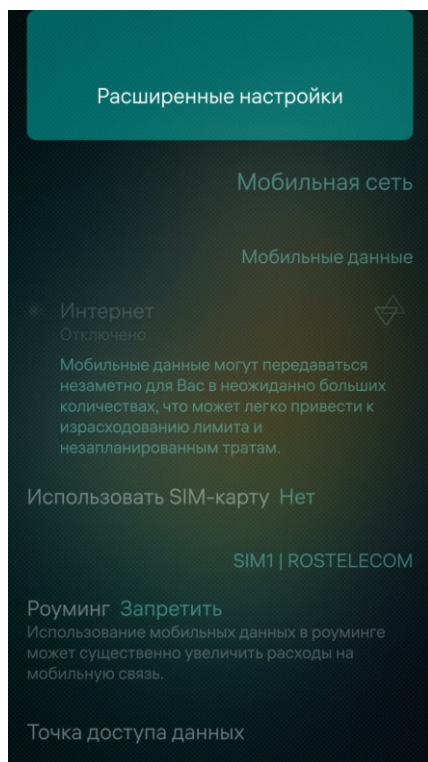 Расширенные настройки
Мобильная сеть
Мобильные данные
Интернет
Отключено
Мобильные данные могут передаваться
незаметно для Вас в неожиданно больших
количествах, что может легко привести к
израсходованию лимита и
незапланированным тратам.
Использовать SIM-карту Нет
SIM1 | ROSTELECOM
Роуминг Запретить
Использование мобильных данных в роуминге
может существенно увеличить расходы на
мобильную связь.
Точка доступа данных